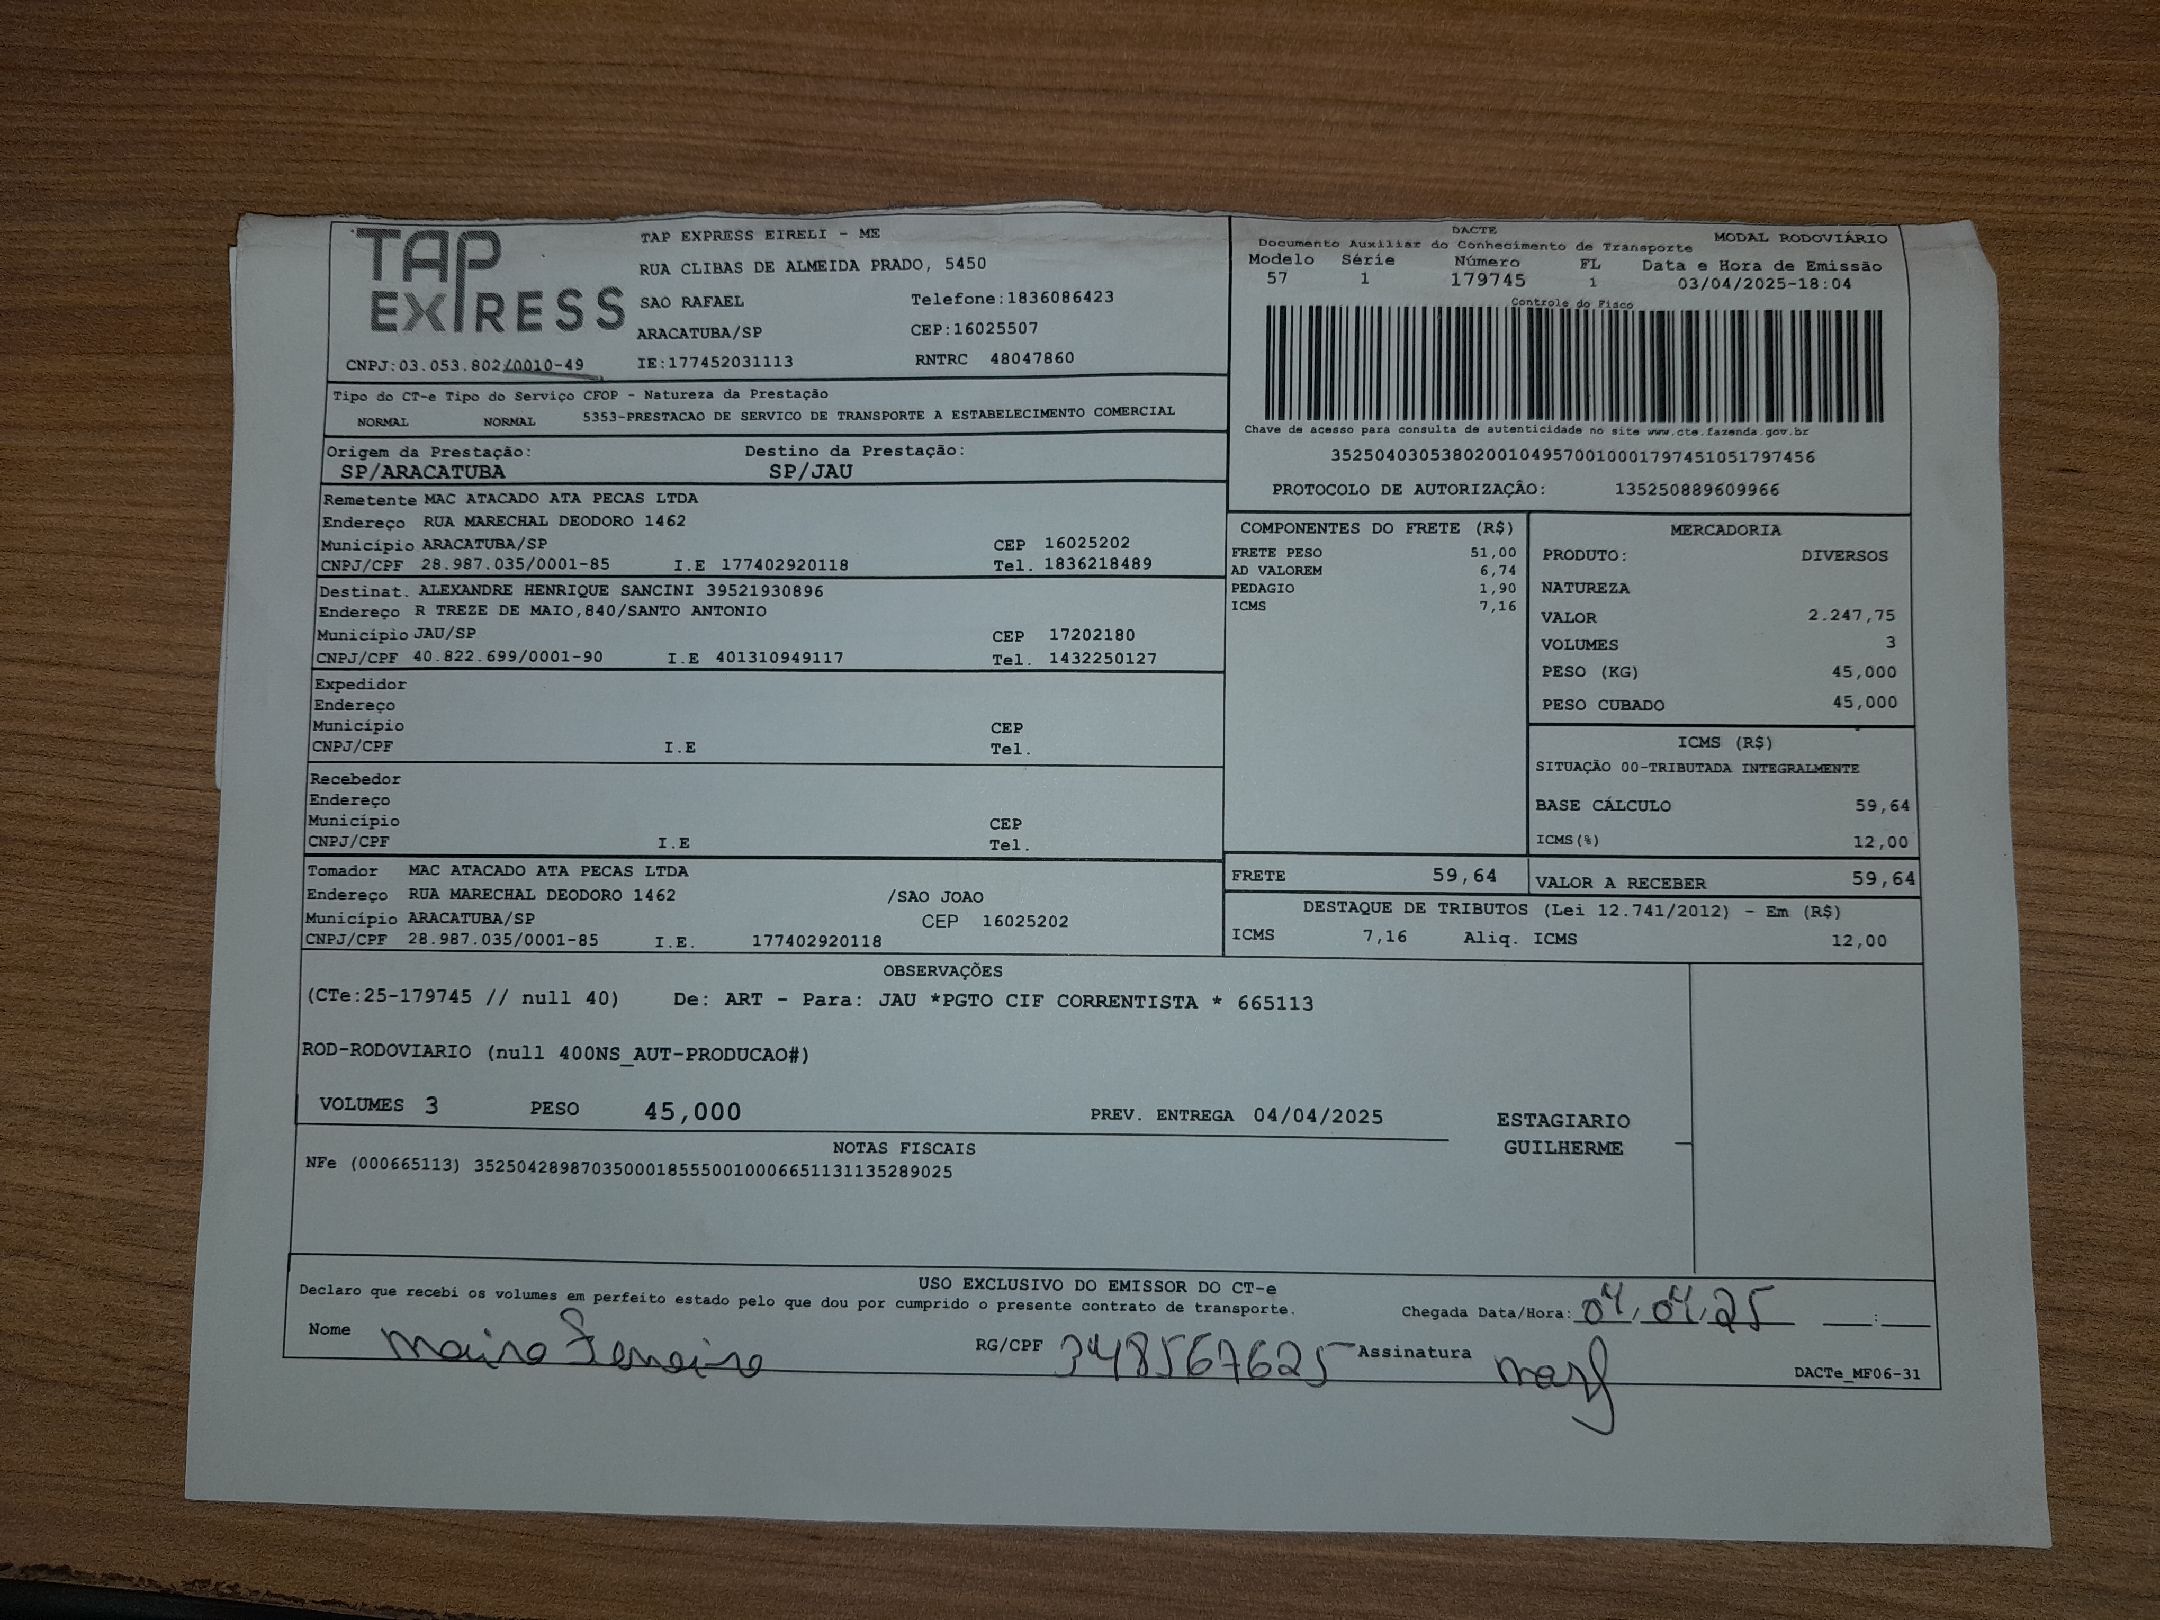 TAP
EXPRESS
CNPJ:03.053.802/0010-49
TAP EXPRESS EIRELI - ME
RUA CLIBAS DE ALMEIDA PRADO, 5450
SAO RAFAEL Telefone:1836086423
ARACATUBA/SP CEP:16025507
IE:177452031113 RNTRC 48047860
DACTE
Documento Auxiliar do Conhecimento de Transporte MODAL RODOVIÁRIO
Modelo Série Número FL Data e Hora de Emissão
57 1 179745 1 03/04/2025-18:04
Controle do Fisco
Chave de acesso para consulta de autenticidade no site www.cte.fazenda.gov.br
35250403053802001049570010001797451051797456
PROTOCOLO DE AUTORIZAÇÃO: 135250889609966
Tipo do CT-e Tipo do Serviço CFOP - Natureza da Prestação
NORMAL NORMAL 5353-PRESTACAO DE SERVICO DE TRANSPORTE A ESTABELECIMENTO COMERCIAL
Origem da Prestação: Destino da Prestação:
SP/ARACATUBA SP/JAU
Remetente MAC ATACADO ATA PECAS LTDA
Endereço RUA MARECHAL DEODORO 1462
Município ARACATUBA/SP CEP 16025202
CNPJ/CPF 28.987.035/0001-85 I.E 177402920118 Tel. 1836218489
Destinat. ALEXANDRE HENRIQUE SANCINI 39521930896
Endereço R TREZE DE MAIO,840/SANTO ANTONIO
Município JAU/SP CEP 17202180
CNPJ/CPF 40.822.699/0001-90 I.E 401310949117 Tel. 1432250127
Expedidor
Endereço
Município CEP
CNPJ/CPF I.E Tel.
Recebedor
Endereço
Município CEP
CNPJ/CPF I.E Tel.
Tomador MAC ATACADO ATA PECAS LTDA
Endereço RUA MARECHAL DEODORO 1462 /SAO JOAO
Município ARACATUBA/SP CEP 16025202
CNPJ/CPF 28.987.035/0001-85 I.E. 177402920118
COMPONENTES DO FRETE (R$)
FRETE PESO 51,00
AD VALOREM 6,74
PEDAGIO 1,90
ICMS 7,16
MERCADORIA
PRODUTO: DIVERSOS
NATUREZA
VALOR 2.247,75
VOLUMES 3
PESO (KG) 45,000
PESO CUBADO 45,000
ICMS (R$)
SITUAÇÃO 00-TRIBUTADA INTEGRALMENTE
BASE CÁLCULO 59,64
ICMS(%) 12,00
FRETE 59,64 VALOR A RECEBER 59,64
DESTAQUE DE TRIBUTOS (Lei 12.741/2012) - Em (R$)
ICMS 7,16 Aliq. ICMS 12,00
OBSERVAÇÕES
(CTe:25-179745 // null 40) De: ART - Para: JAU *PGTO CIF CORRENTISTA * 665113
ROD-RODOVIARIO (null 400NS_AUT-PRODUCAO#)
VOLUMES 3 PESO 45,000 PREV. ENTREGA 04/04/2025 ESTAGIARIO
GUILHERME
NOTAS FISCAIS
NFe (000665113) 35250428987035000185550010006651131135289025
USO EXCLUSIVO DO EMISSOR DO CT-e
Declaro que recebi os volumes em perfeito estado pelo que dou por cumprido o presente contrato de transporte. Chegada Data/Hora: 04/04/25 :
Nome Maira Ferreira RG/CPF 348567625 Assinatura
DACTe_MF06-31